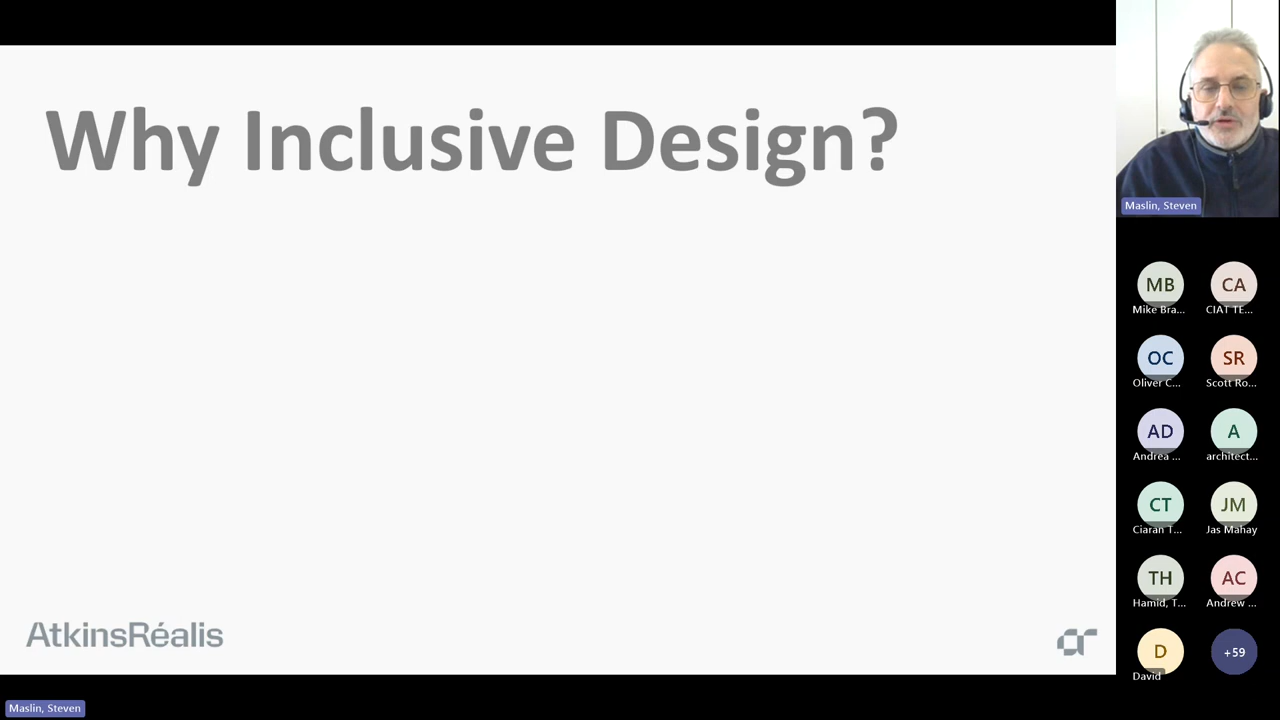 Why Inclusive Design?
AtkinsRéalis
Maslin, Steven
Maslin, Steven
MB
Mike Bra...
CA
CIAT TE...
OC
Oliver C...
SR
Scott Ro...
AD
Andrea ...
A
architect...
CT
Ciaran T...
JM
Jas Mahay
TH
Hamid, T...
AC
Andrew ...
D
David
+59